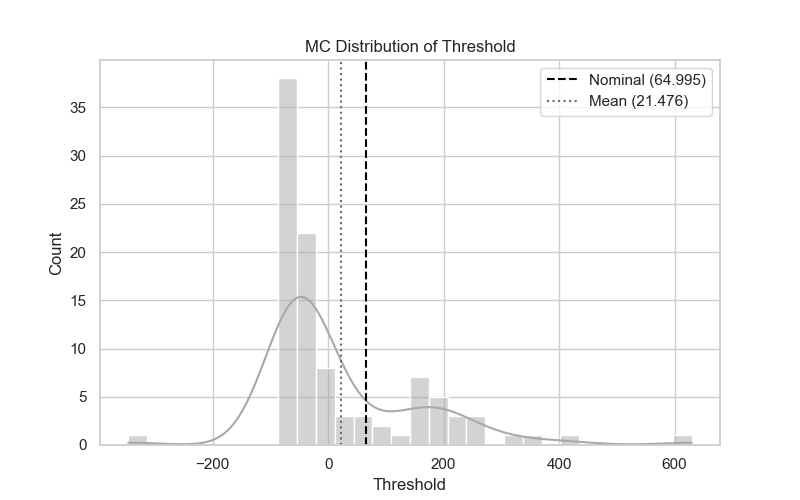 MC Distribution of Threshold
Nominal (64.995)
Mean (21.476)
Count
35
30
25
20
15
10
5
0
−200
0
200
400
600
Threshold